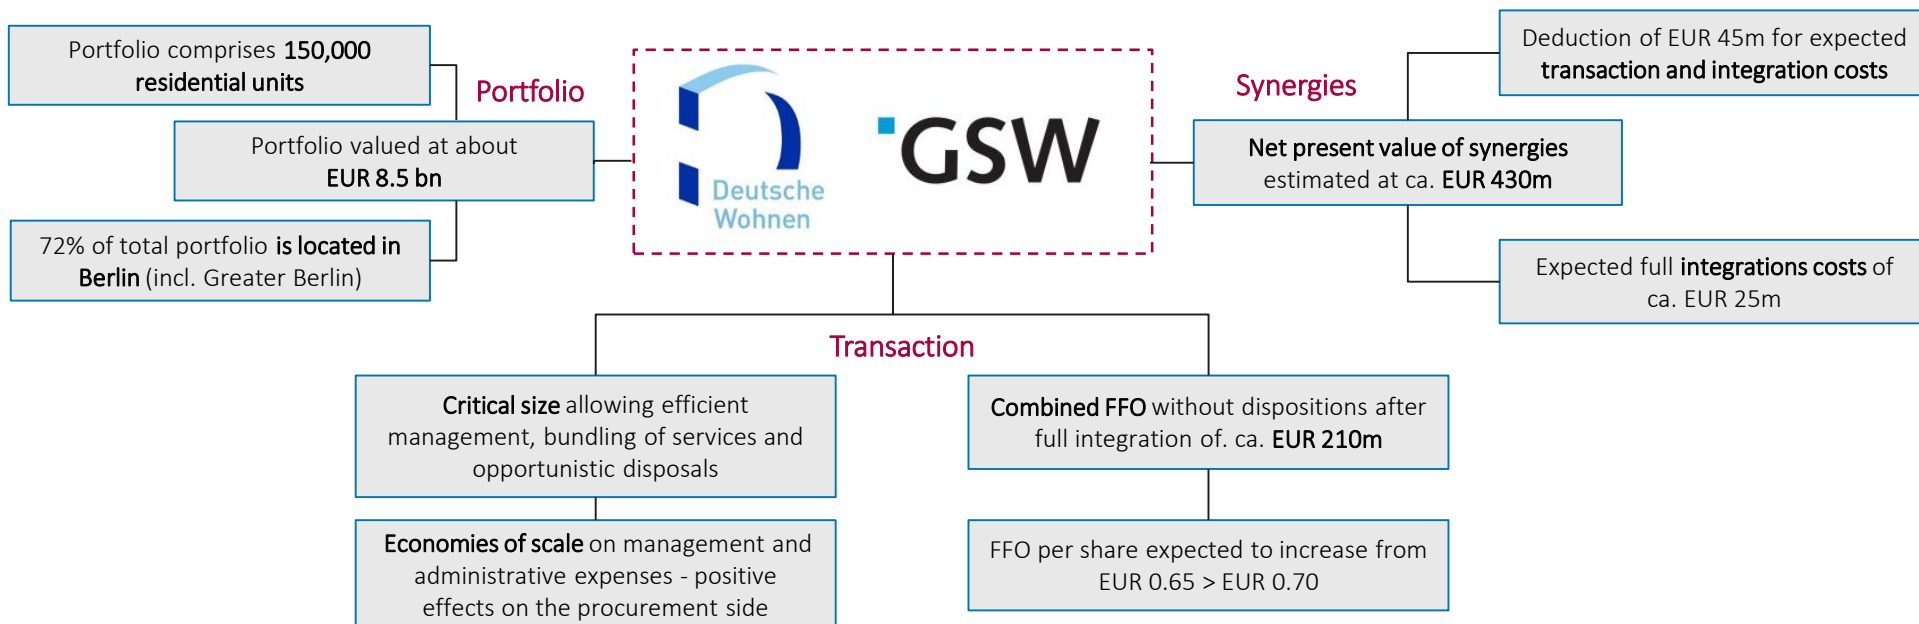 Portfolio comprises 150,000
residential units
Portfolio
Portfolio valued at about
EUR 8.5 bn
72% of total portfolio is located in
Berlin (incl. Greater Berlin)
Deutsche
Wohnen
GSW
Synergies
Deduction of EUR 45m for expected
transaction and integration costs
Net present value of synergies
estimated at ca. EUR 430m
Expected full integrations costs of
ca. EUR 25m
Transaction
Critical size allowing efficient
management, bundling of services and
opportunistic disposals
Economies of scale on management and
administrative expenses - positive
effects on the procurement side
Combined FFO without dispositions after
full integration of. ca. EUR 210m
FFO per share expected to increase from
EUR 0.65 > EUR 0.70